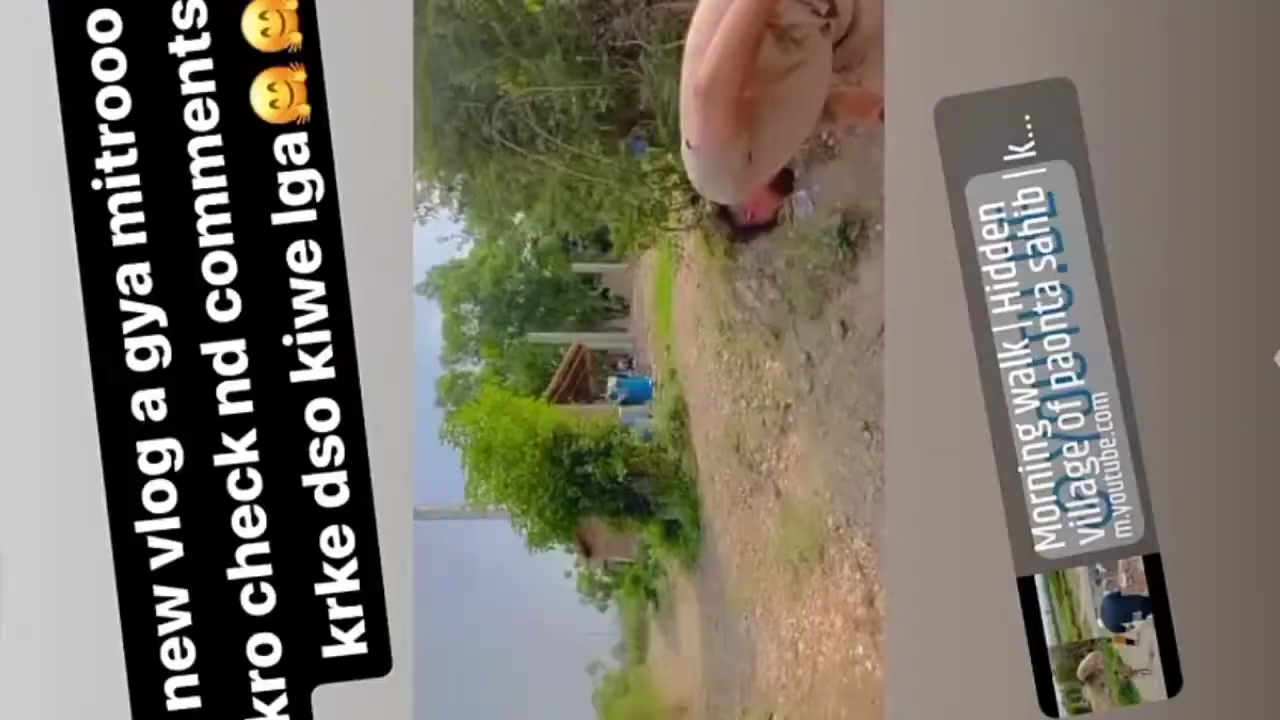 new vlog a gya mitrooo
kro check nd comments
krke dso kiwe lga🤗🤗
Morning walk | Hidden
village of paonta sahib | k...
m.youtube.com